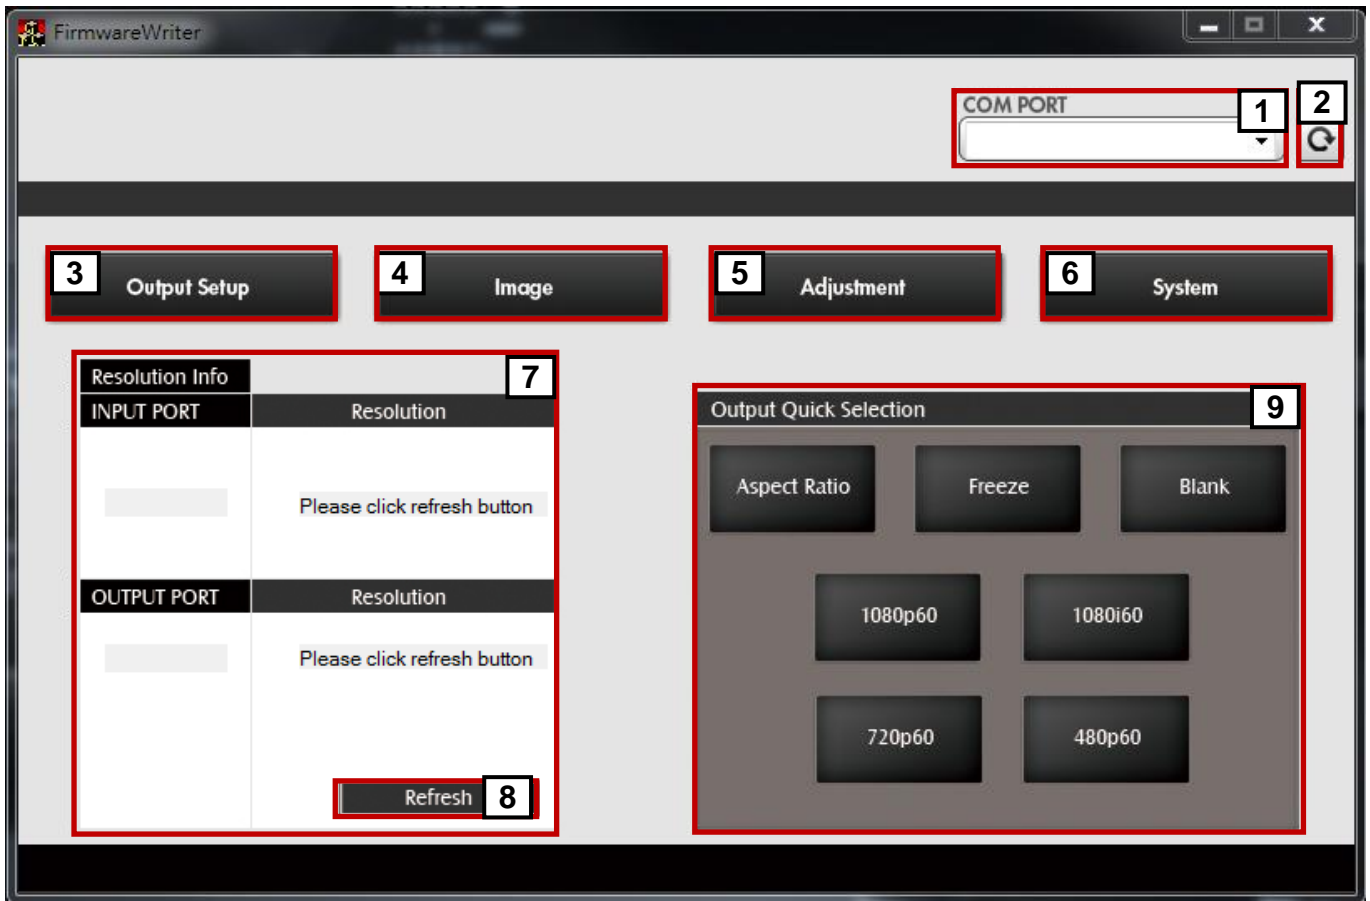 FirmwareWriter
COM PORT
1
2
3
Output Setup
4
Image
5
Adjustment
6
System
7
Resolution Info
INPUT PORT Resolution
Please click refresh button
OUTPUT PORT Resolution
Please click refresh button
Refresh 8
Output Quick Selection 9
Aspect Ratio Freeze Blank
1080p60 1080i60
720p60 480p60